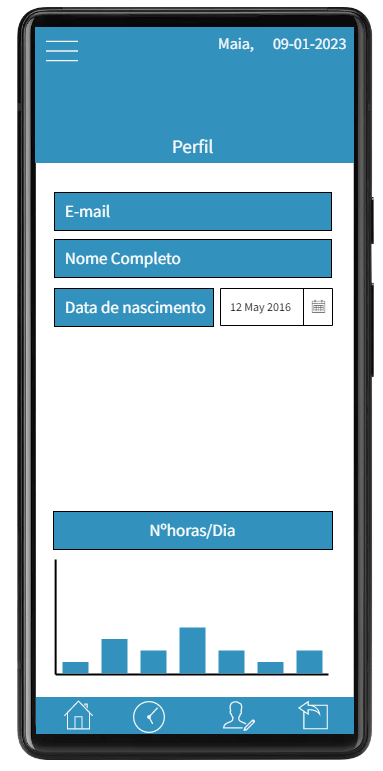 Maia, 09-01-2023
Perfil
E-mail
Nome Completo
Data de nascimento 12 May 2016
Nºhoras/Dia